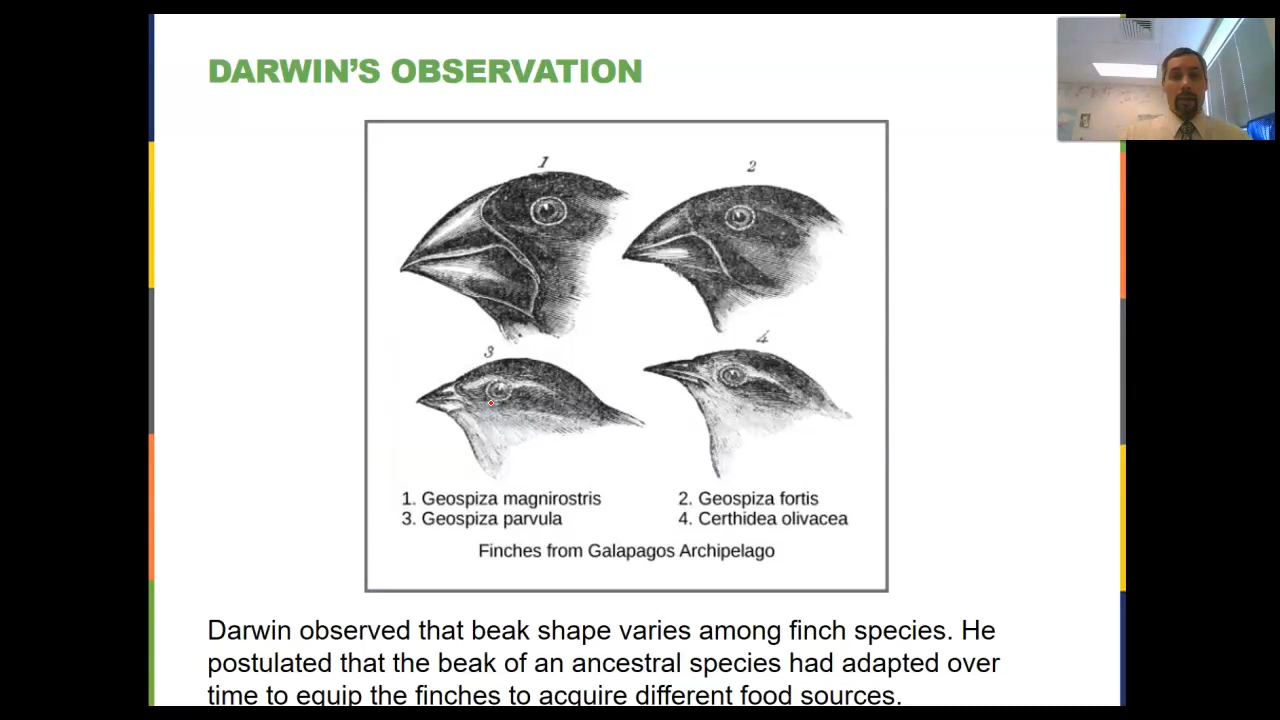 DARWIN'S OBSERVATION
1
2
3
4
1. Geospiza magnirostris
2. Geospiza fortis
3. Geospiza parvula
4. Certhidea olivacea
Finches from Galapagos Archipelago
Darwin observed that beak shape varies among finch species. He
postulated that the beak of an ancestral species had adapted over
time to equip the finches to acquire different food sources.